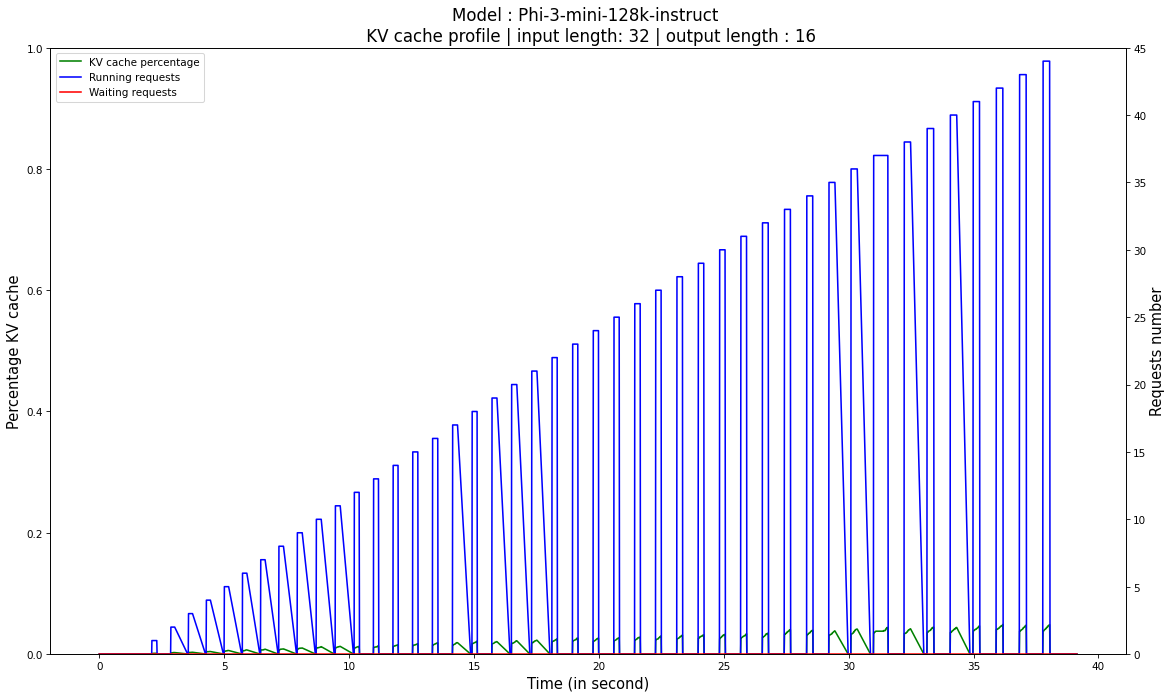 Model : Phi-3-mini-128k-instruct
KV cache profile | input length: 32 | output length : 16
KV cache percentage
Running requests
Waiting requests
Percentage KV cache
1.0
0.8
0.6
0.4
0.2
0.0
0 5 10 15 20 25 30 35 40
Time (in second)
45
40
35
30
25
20
15
10
5
0
Requests number